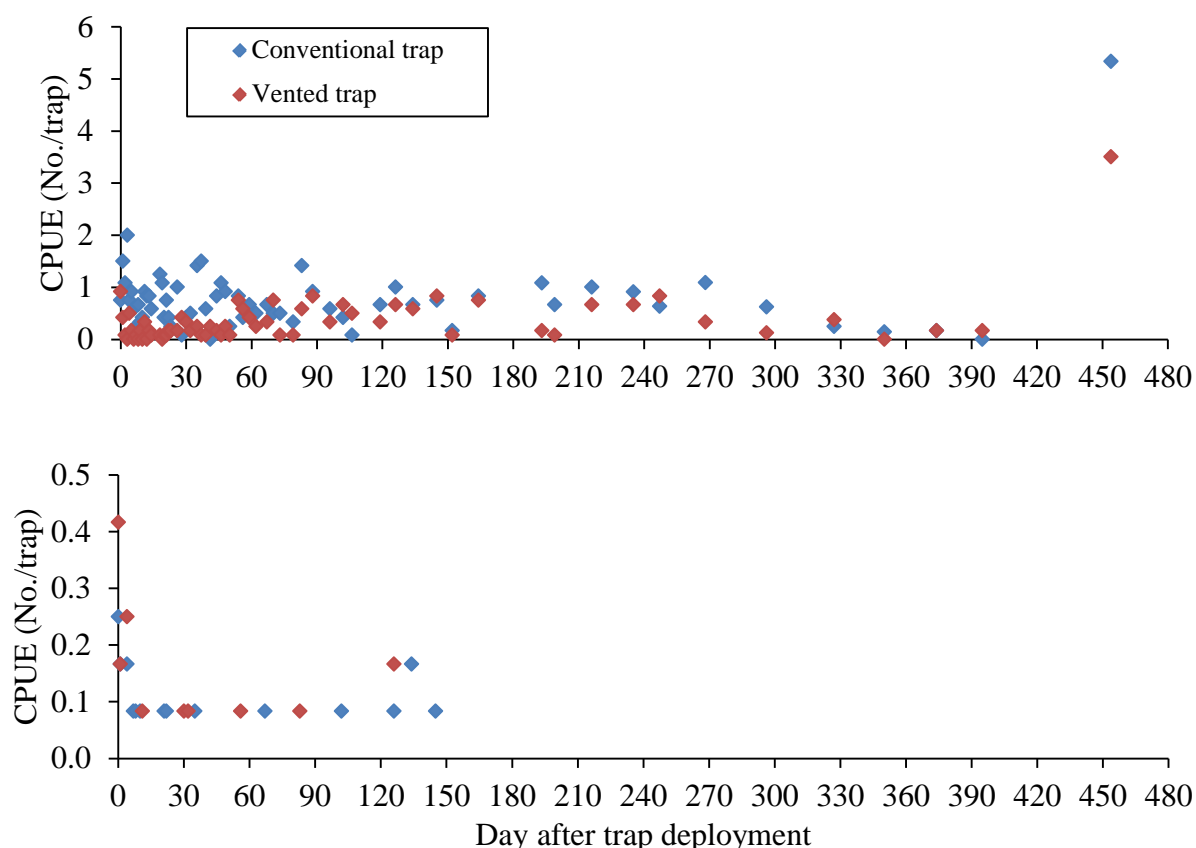 6
5
4
3
2
1
0
CPUE (No./trap)
Conventional trap
Vented trap
0 30 60 90 120 150 180 210 240 270 300 330 360 390 420 450 480
0.5
0.4
0.3
0.2
0.1
0.0
CPUE (No./trap)
0 30 60 90 120 150 180 210 240 270 300 330 360 390 420 450 480
Day after trap deployment